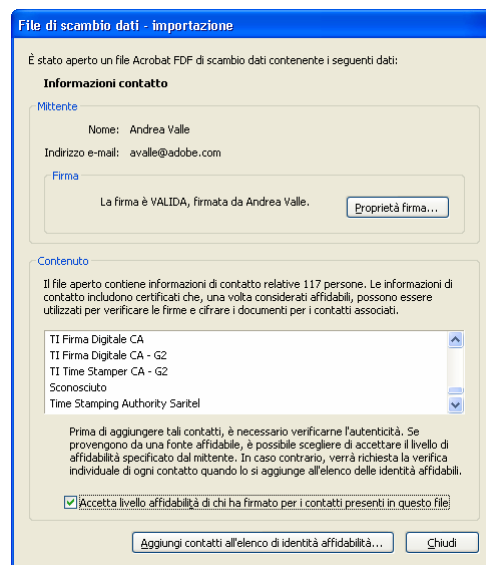 File di scambio dati - importazione
È stato aperto un file Acrobat FDF di scambio dati contenente i seguenti dati:
Informazioni contatto
Mittente
Nome: Andrea Valle
Indirizzo e-mail: avalle@adobe.com
Firma
La firma è VALIDA, firmata da Andrea Valle.
Proprietà firma...
Contenuto
Il file aperto contiene informazioni di contatto relative 117 persone. Le informazioni di
contatto includono certificati che, una volta considerati affidabili, possono essere
utilizzati per verificare le firme e cifrare i documenti per i contatti associati.
TI Firma Digitale CA
TI Firma Digitale CA - G2
TI Time Stamper CA - G2
Sconosciuto
Time Stamping Authority Saritel
Prima di aggiungere tali contatti, è necessario verificarne l'autenticità. Se
provengono da una fonte affidabile, è possibile scegliere di accettare il livello di
affidabilità specificato dal mittente. In caso contrario, verrà richiesta la verifica
individuale di ogni contatto quando lo si aggiunge all'elenco delle identità affidabili.
Accetta livello affidabilità di chi ha firmato per i contatti presenti in questo file
Aggiungi contatti all'elenco di identità affidabilità...
Chiudi